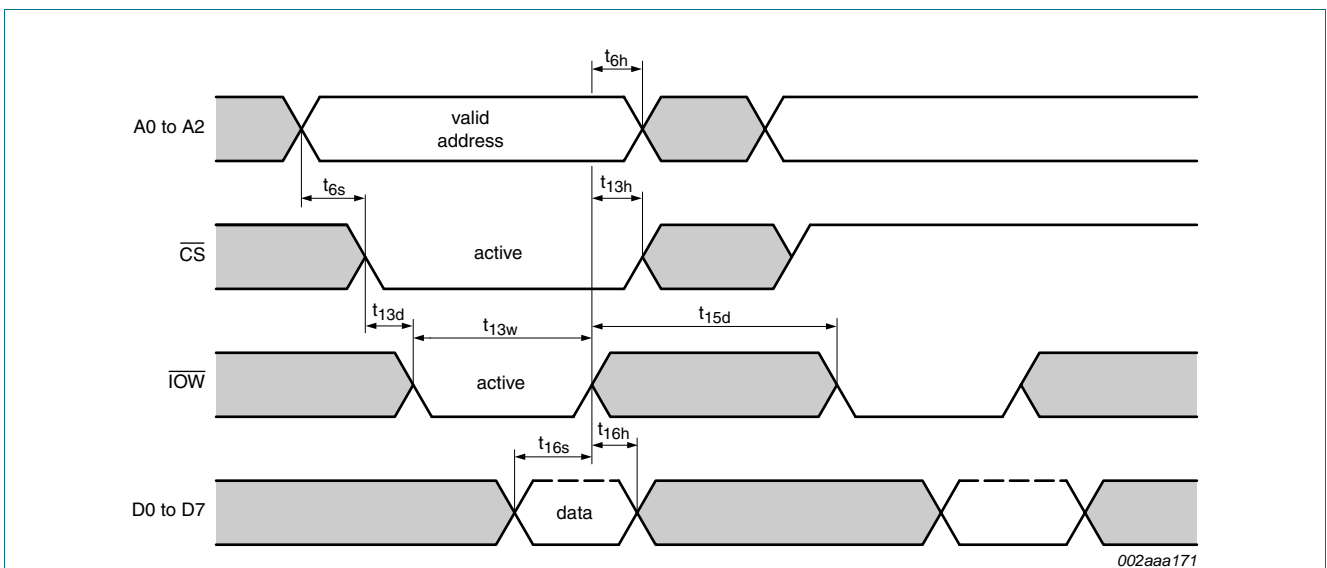 t6h
A0 to A2
valid
address
t6s
t13h
CS
active
t13d
t13w
t15d
IOW
active
t16s
t16h
D0 to D7
data
002aaa171